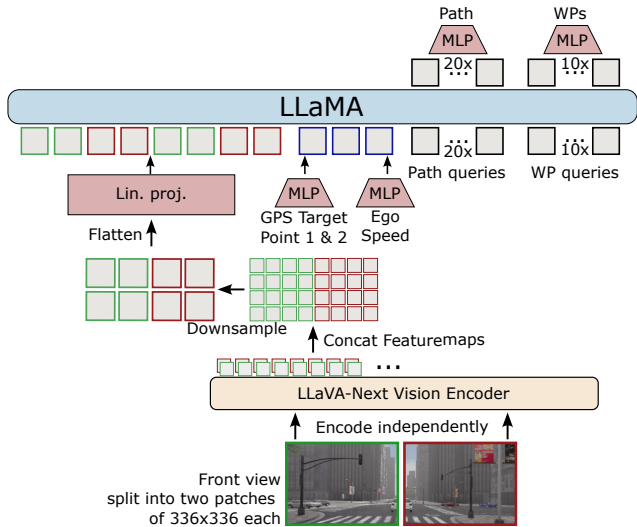 Path
WPs
MLP
MLP
20x
...
10x
...
LLaMA
...
20x
...
10x
Path queries
WP queries
Lin. proj.
MLP
MLP
GPS Target
Point 1 & 2
Ego
Speed
Flatten
Downsample
Concat Featuremaps
...
LLaVA-Next Vision Encoder
Encode independently
Front view
split into two patches
of 336x336 each